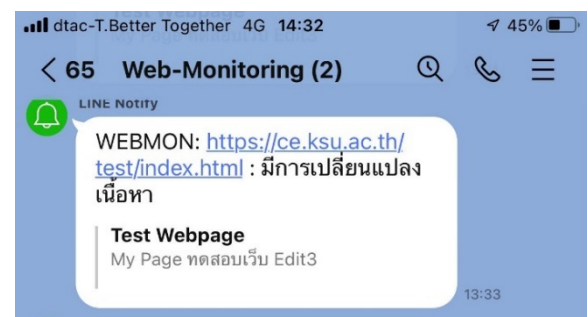 dtac-T.Better Together 4G 14:32 45%
65 Web-Monitoring (2)
LINE Notify
WEBMON: https://ce.ksu.ac.th/
test/index.html : มีการเปลี่ยนแปลง
เนื้อหา
Test Webpage
My Page ทดสอบเว็บ Edit3
13:33